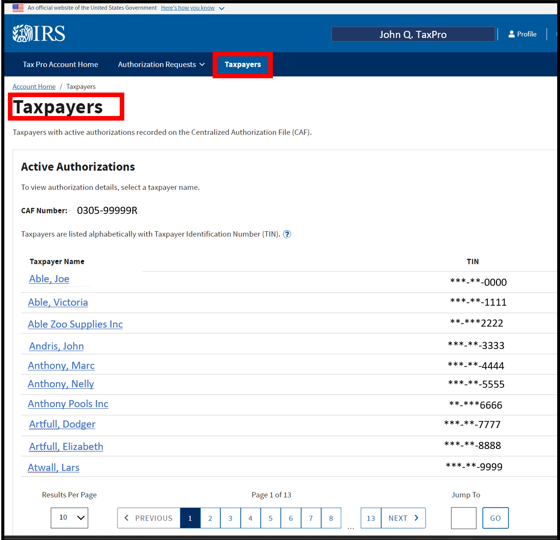 An official website of the United States Government Here's how you know
IRS
John Q. TaxPro
Profile
Tax Pro Account Home Authorization Requests Taxpayers
Account Home / Taxpayers
Taxpayers
Taxpayers with active authorizations recorded on the Centralized Authorization File (CAF).
Active Authorizations
To view authorization details, select a taxpayer name.
CAF Number: 0305-99999R
Taxpayers are listed alphabetically with Taxpayer Identification Number (TIN). ?
Taxpayer Name TIN
Able, Joe ***-**-0000
Able, Victoria ***-**-1111
Able Zoo Supplies Inc **-***2222
Andris, John ***-**-3333
Anthony, Marc ***-**-4444
Anthony, Nelly ***-**-5555
Anthony Pools Inc **-***6666
Artfull, Dodger ***-**-7777
Artfull, Elizabeth ***-**-8888
Atwall, Lars ***-**-9999
Results Per Page Page 1 of 13 Jump To
10 < PREVIOUS 1 2 3 4 5 6 7 8 ... 13 NEXT > GO